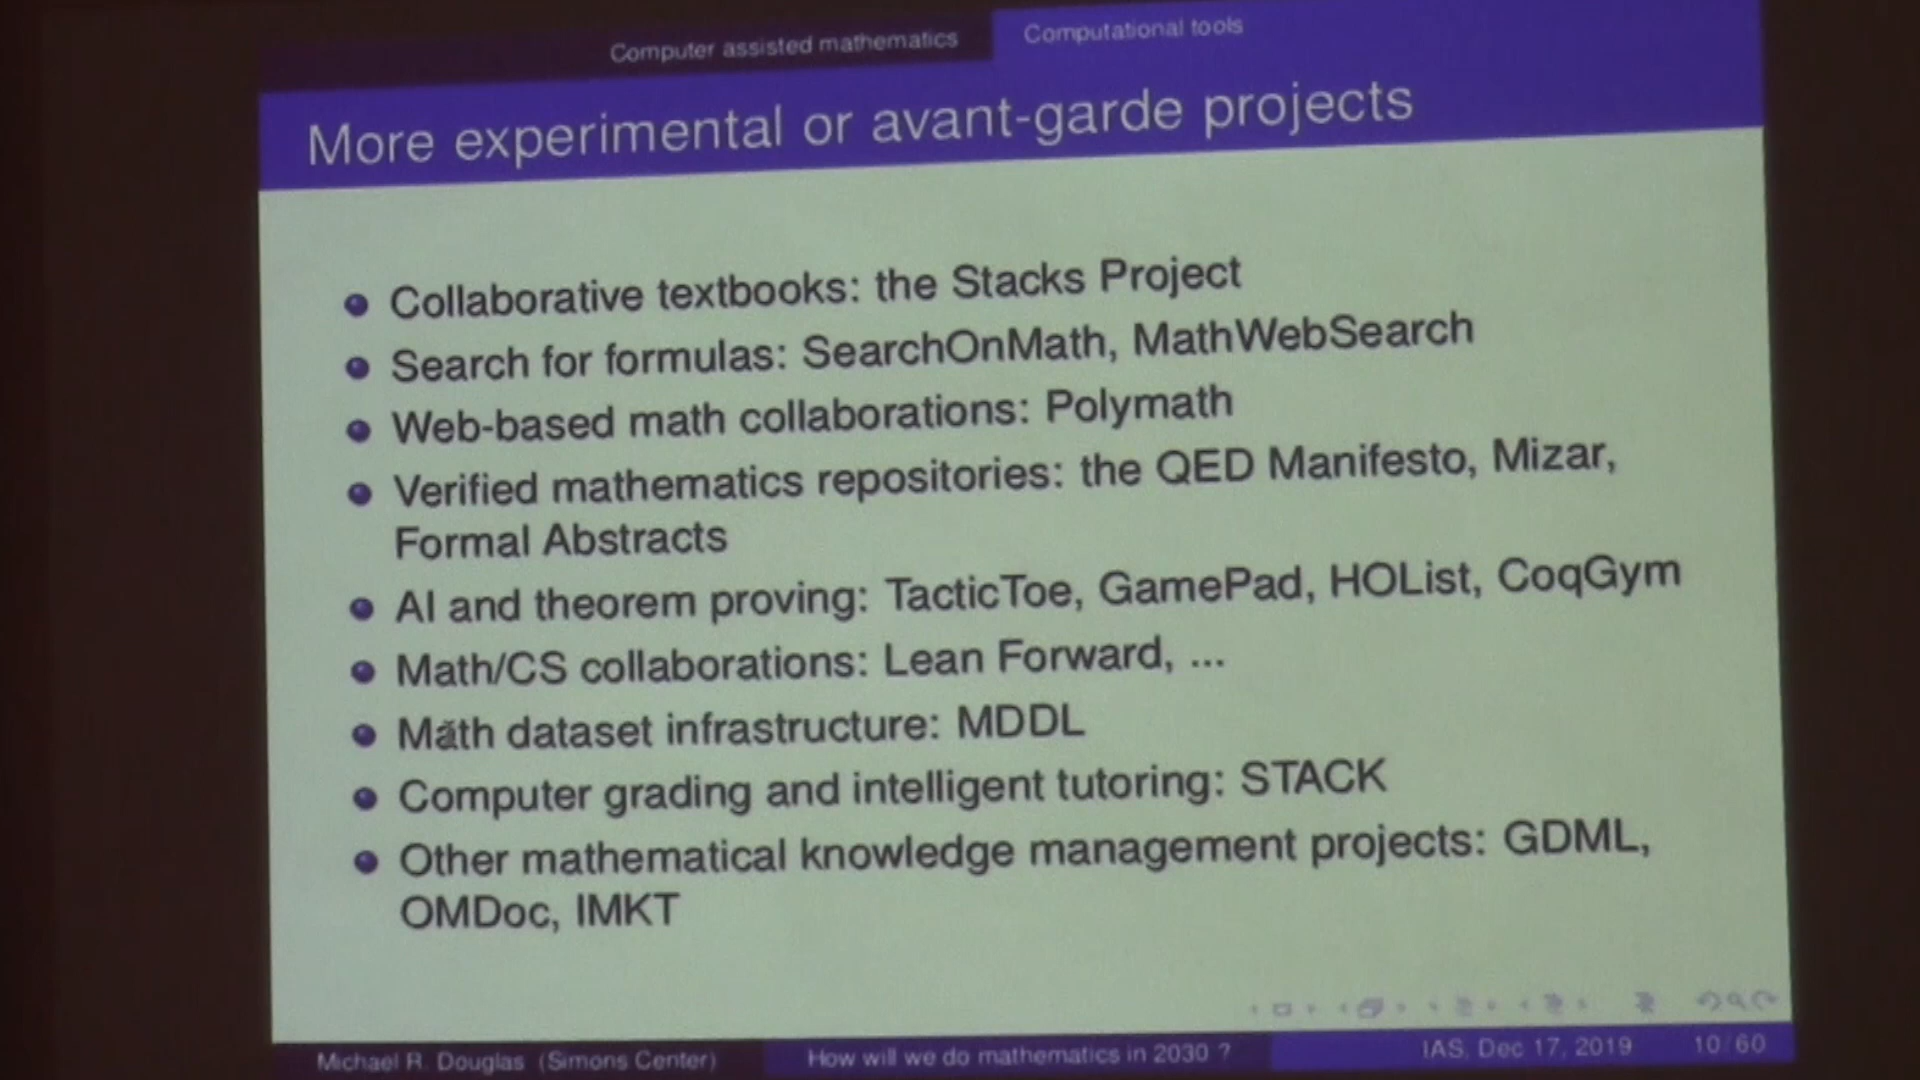 Computer assisted mathematics
Computational tools
More experimental or avant-garde projects
Collaborative textbooks: the Stacks Project
Search for formulas: SearchOnMath, MathWebSearch
Web-based math collaborations: Polymath
Verified mathematics repositories: the QED Manifesto, Mizar,
Formal Abstracts
AI and theorem proving: TacticToe, GamePad, HOList, CoqGym
Math/CS collaborations: Lean Forward, ...
Math dataset infrastructure: MDDL
Computer grading and intelligent tutoring: STACK
Other mathematical knowledge management projects: GDML,
OMDoc, IMKT
Michael R. Douglas (Simons Center)
How will we do mathematics in 2030 ?
IAS, Dec 17, 2019
10 / 60